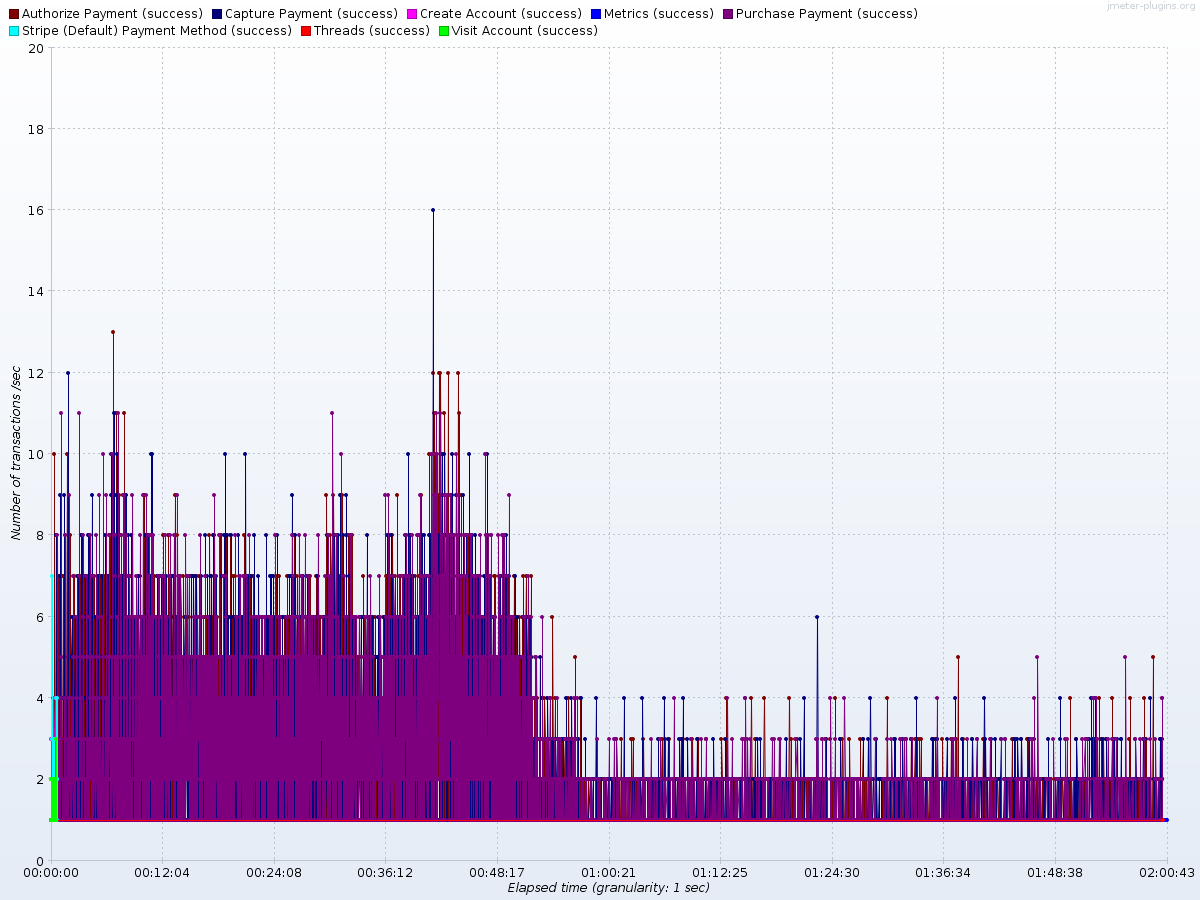 jmeter-plugins.org
Authorize Payment (success) Capture Payment (success) Create Account (success) Metrics (success) Purchase Payment (success)
Stripe (Default) Payment Method (success) Threads (success) Visit Account (success)
20
18
16
14
12
10
8
6
4
2
0
Number of transactions /sec
00:00:00 00:12:04 00:24:08 00:36:12 00:48:17 01:00:21 01:12:25 01:24:30 01:36:34 01:48:38 02:00:43
Elapsed time (granularity: 1 sec)